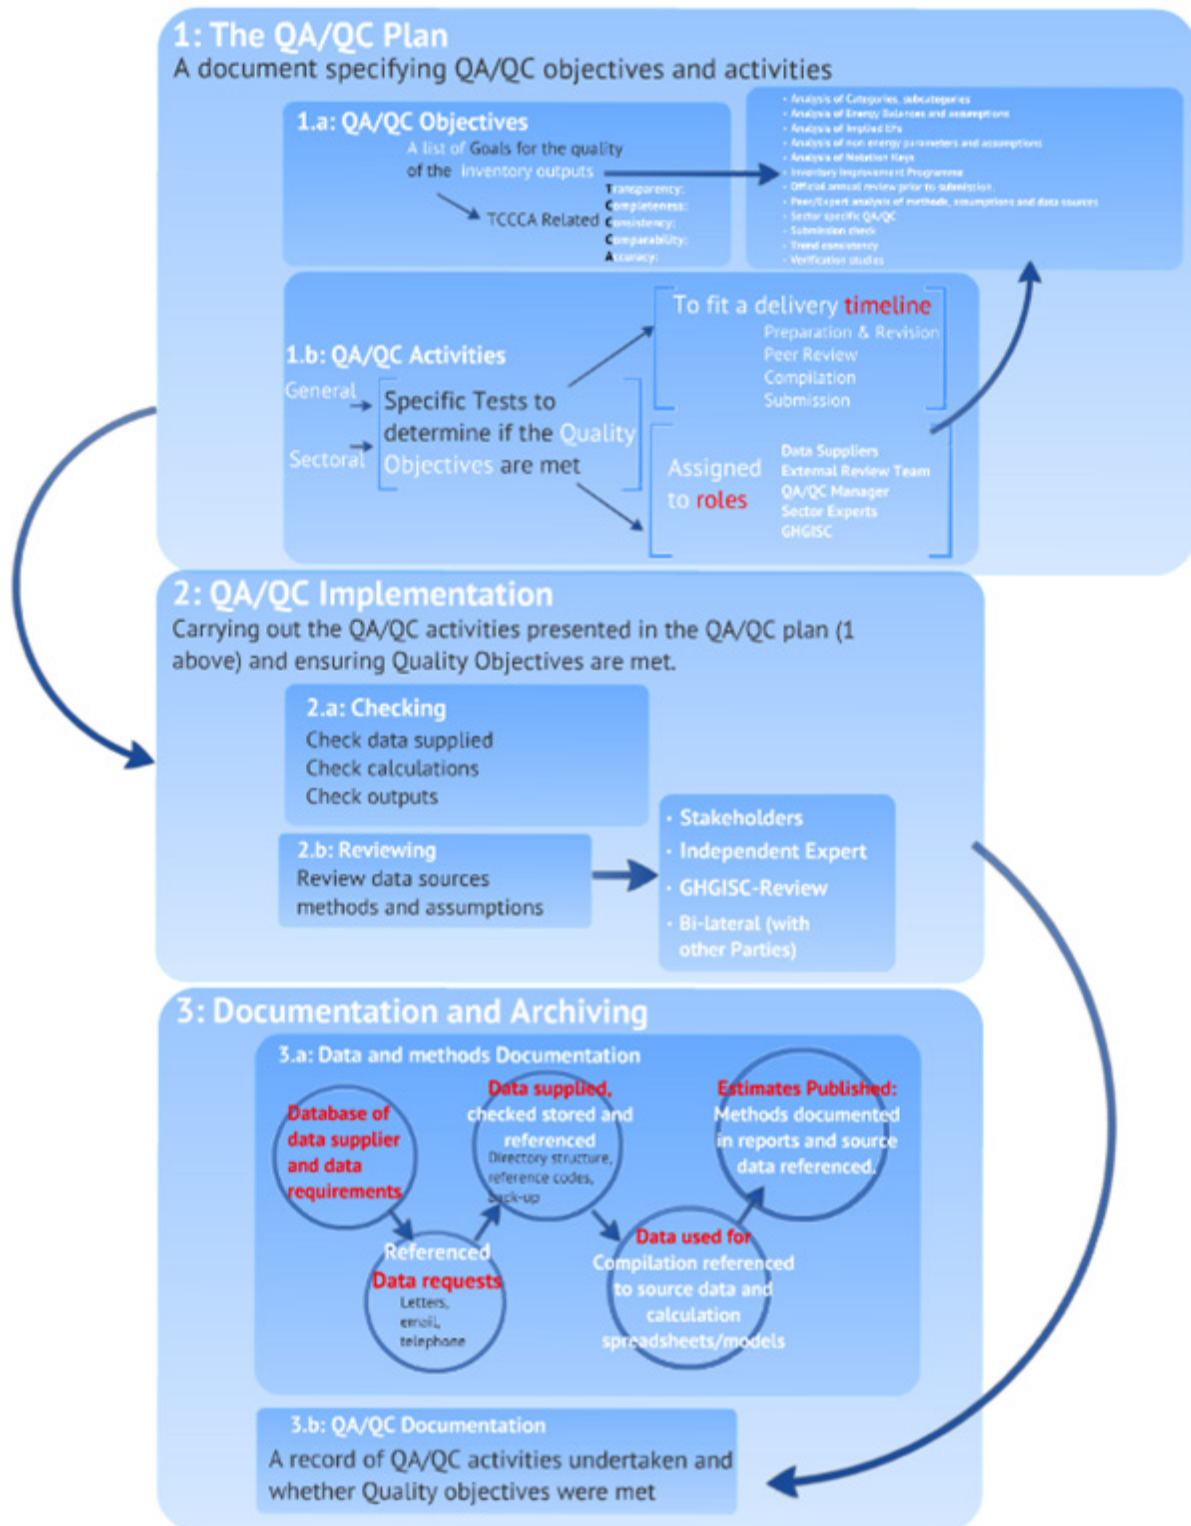 1: The QA/QC Plan
A document specifying QA/QC objectives and activities
1.a: QA/QC Objectives
A list of Goals for the quality
of the Inventory outputs
TCCCA Related
Transparency:
Completeness:
Consistency:
Comparability:
Accuracy:
- Analysis of Categories, subcategories
- Analysis of Energy Balances and assumptions
- Analysis of Implied EFs
- Analysis of non energy parameters and assumptions
- Analysis of Notation Keys
- Inventory Improvement Programme
- Official annual review prior to submission.
- Peer/Expert analysis of methods, assumptions and data sources
- Sector specific QA/QC
- Submission check
- Trend consistency
- Verification studies
1.b: QA/QC Activities
General
Sectoral
Specific Tests to
determine if the Quality
Objectives are met
To fit a delivery timeline
Preparation & Revision
Peer Review
Compilation
Submission
Assigned
to roles
Data Suppliers
External Review Team
QA/QC Manager
Sector Experts
GHGISC
2: QA/QC Implementation
Carrying out the QA/QC activities presented in the QA/QC plan (1
above) and ensuring Quality Objectives are met.
2.a: Checking
Check data supplied
Check calculations
Check outputs
2.b: Reviewing
Review data sources
methods and assumptions
· Stakeholders
· Independent Expert
· GHGISC-Review
· Bi-lateral (with
other Parties)
3: Documentation and Archiving
3.a: Data and methods Documentation
Database of
data supplier
and data
requirements
Referenced
Data requests
Letters,
email,
telephone
Data supplied,
checked stored and
referenced
Directory structure,
reference codes,
back-up
Data used for
Compilation referenced
to source data and
calculation
spreadsheets/models
Estimates Published:
Methods documented
in reports and source
data referenced.
3.b: QA/QC Documentation
A record of QA/QC activities undertaken and
whether Quality objectives were met